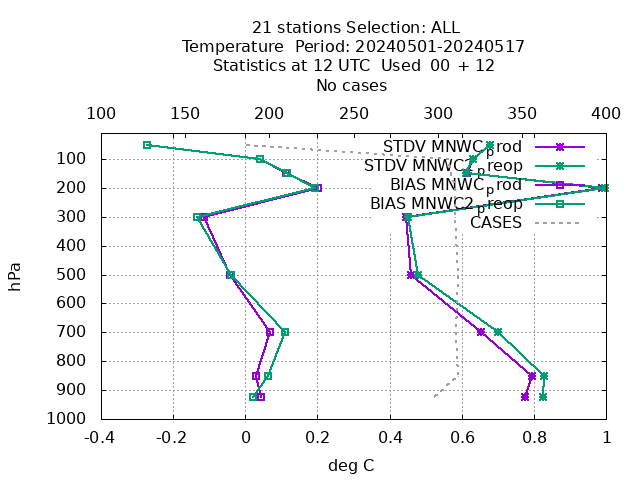 21 stations Selection: ALL
Temperature  Period: 20240501-20240517
Statistics at 12 UTC  Used  00 + 12
No cases
100 150 200 250 300 350 400
STDV MNWC_prod
STDV MNWC2_preop
BIAS MNWC_prod
BIAS MNWC2_preop
CASES
100
200
300
400
500
600
700
800
900
1000
hPa
-0.4 -0.2 0 0.2 0.4 0.6 0.8 1
deg C